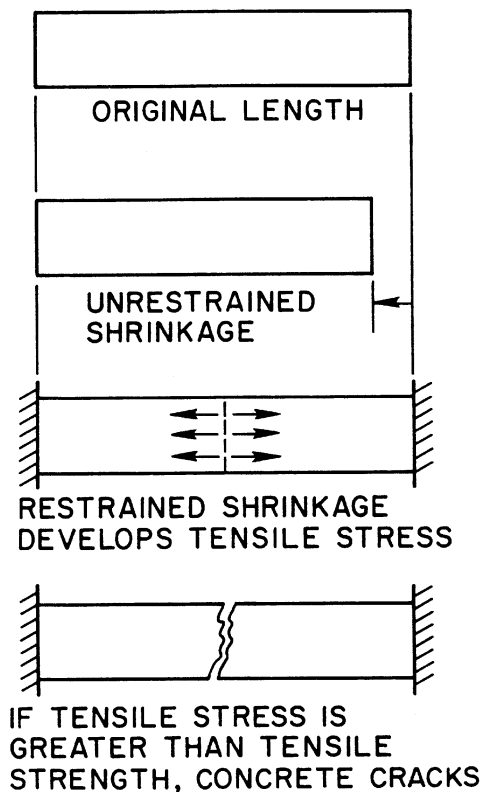 ORIGINAL LENGTH
UNRESTRAINED
SHRINKAGE
RESTRAINED SHRINKAGE
DEVELOPS TENSILE STRESS
IF TENSILE STRESS IS
GREATER THAN TENSILE
STRENGTH, CONCRETE CRACKS